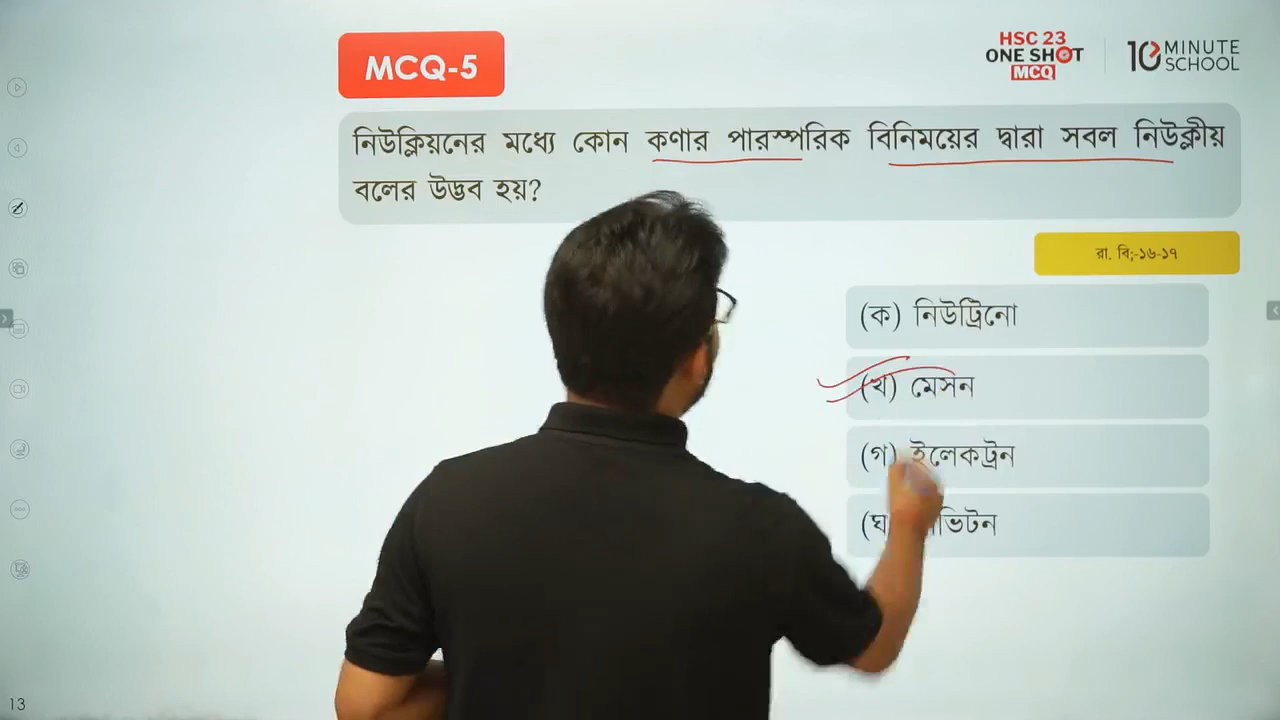 MCQ-5
HSC 23
ONE SHOT
MCQ
10 MINUTE
SCHOOL
নিউক্লিয়নের মধ্যে কোন কণার পারস্পরিক বিনিময়ের দ্বারা সবল নিউক্লীয়
বলের উদ্ভব হয়?
রা. বি;-১৬-১৭
(ক) নিউট্রিনো
(খ) মেসন
(গ) ইলেকট্রন
(ঘ
13